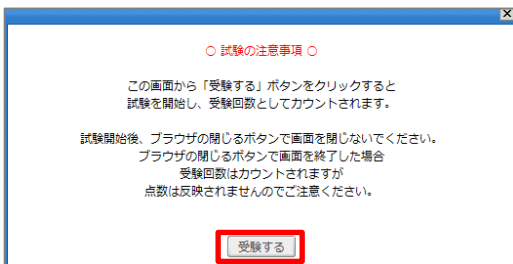 ○ 試験の注意事項 ○
この画面から「受験する」ボタンをクリックすると
試験を開始し、受験回数としてカウントされます。
試験開始後、ブラウザの閉じるボタンで画面を閉じないでください。
ブラウザの閉じるボタンで画面を終了した場合
受験回数はカウントされますが
点数は反映されませんのでご注意ください。
受験する